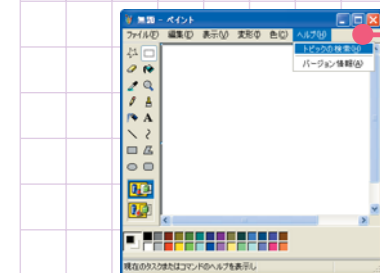 無題 - ペイント
ファイル(F) 編集(E) 表示(V) 変形(I) 色(C) ヘルプ(H)
トピックの検索(H)
バージョン情報(A)
A
現在のタスクまたはコマンドのヘルプを表示し